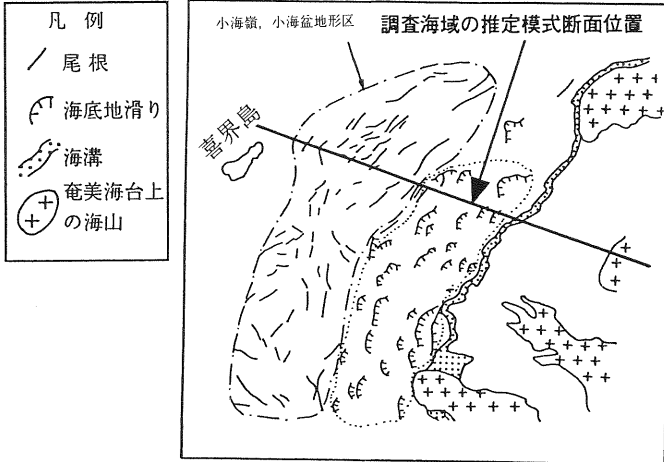 凡 例
尾根
海底地滑り
海溝
奄美海台上
の海山
小海嶺，小海盆地形区
調査海域の推定模式断面位置
喜界島